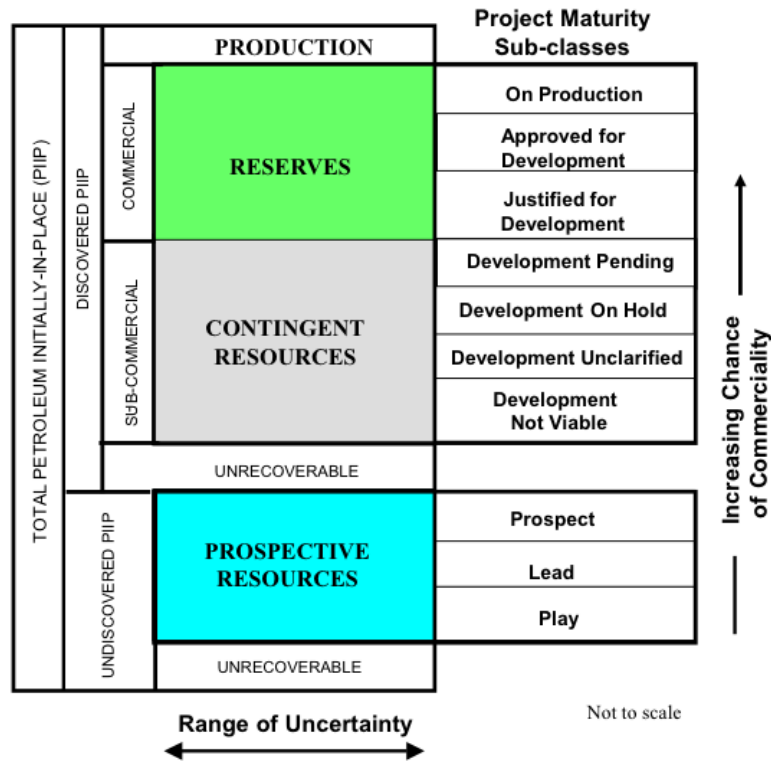 Project Maturity
Sub-classes
PRODUCTION
On Production
Approved for
Development
Justified for
Development
RESERVES
COMMERCIAL
Development Pending
Development On Hold
Development Unclarified
Development
Not Viable
CONTINGENT
RESOURCES
SUB-COMMERCIAL
UNRECOVERABLE
DISCOVERED PIIP
TOTAL PETROLEUM INITIALLY-IN-PLACE (PIIP)
Prospect
Lead
Play
PROSPECTIVE
RESOURCES
UNDISCOVERED PIIP
UNRECOVERABLE
Increasing Chance
of Commerciality
Range of Uncertainty
Not to scale